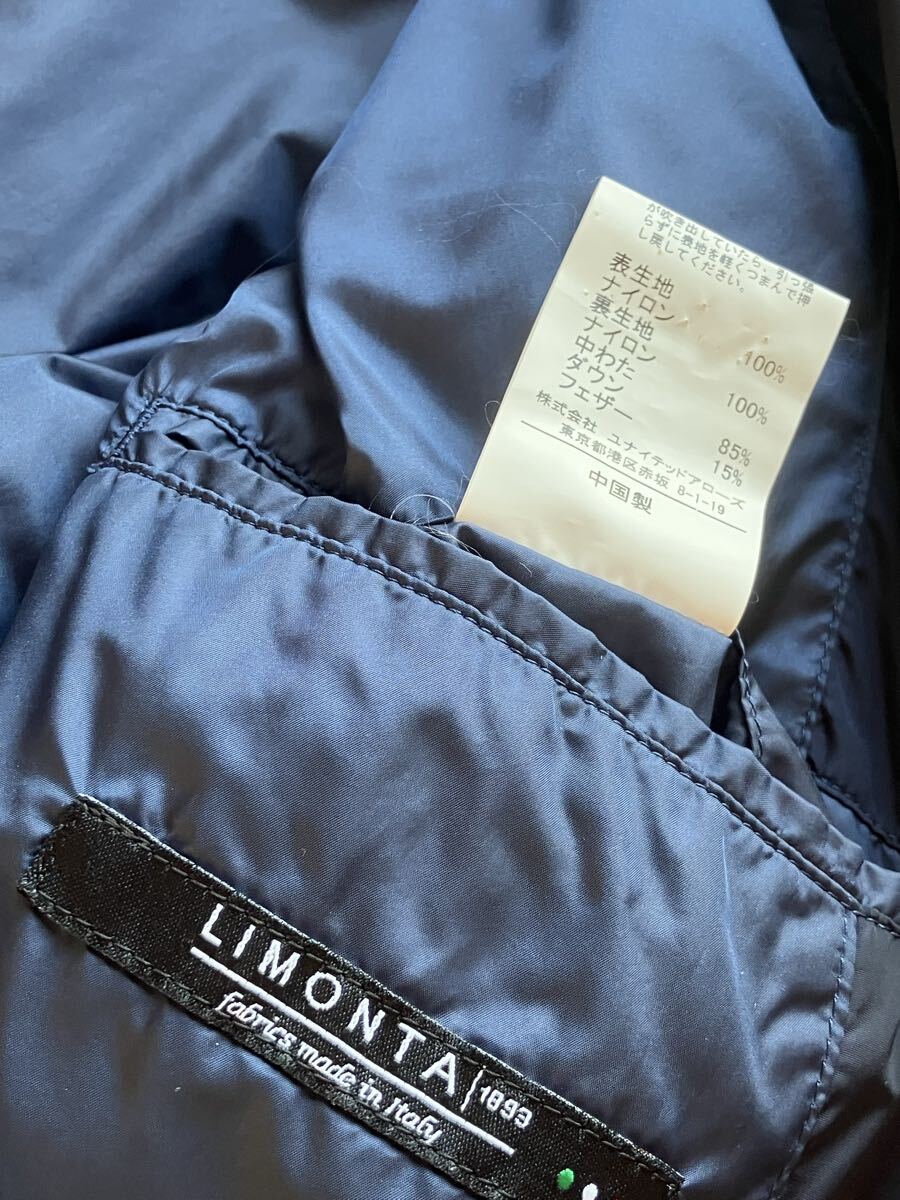 が吹き出していたら、引っ張
らずに表地を軽くつまんで押
し戻してください。
表生地
ナイロン 100%
裏生地
ナイロン 100%
中わた
ダウン 85%
フェザー 15%
株式会社 ユナイテッドアローズ
東京都港区赤坂 8-1-19
中国製
LIMONTA
1893
fabrics made in Italy